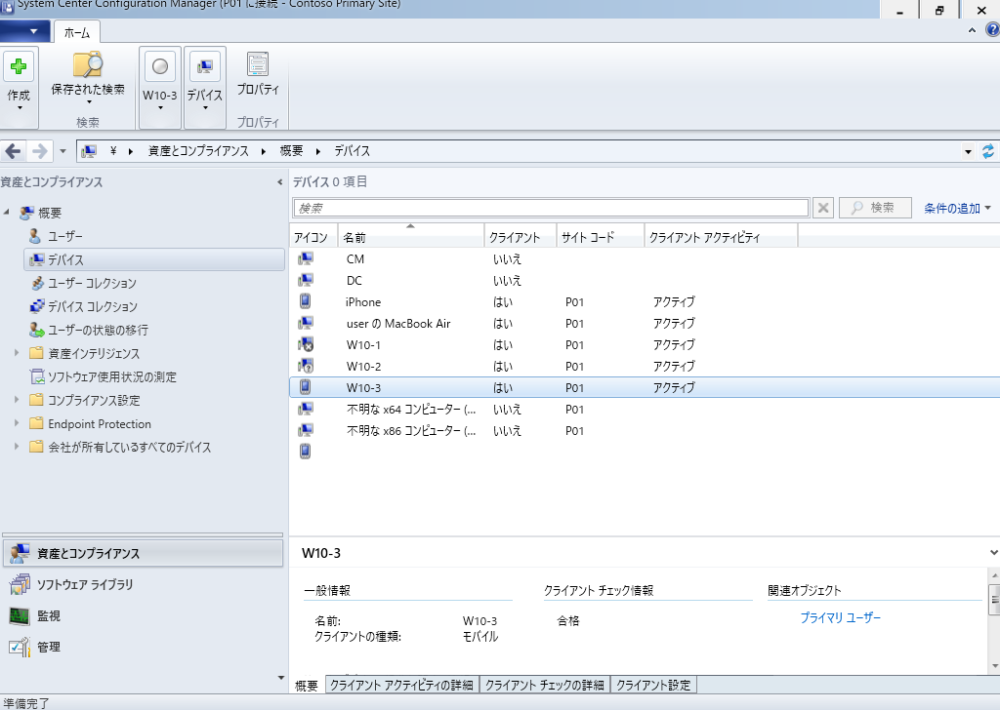 System Center Configuration Manager (P01 に接続 - Contoso Primary Site)
ホーム
作成
保存された検索
W10-3
デバイス
プロパティ
検索
プロパティ
¥ 資産とコンプライアンス 概要 デバイス
資産とコンプライアンス
概要
ユーザー
デバイス
ユーザー コレクション
デバイス コレクション
ユーザーの状態の移行
資産インテリジェンス
ソフトウェア使用状況の測定
コンプライアンス設定
Endpoint Protection
会社が所有しているすべてのデバイス
資産とコンプライアンス
ソフトウェア ライブラリ
監視
管理
デバイス 0 項目
検索
検索
条件の追加
アイコン 名前 クライアント サイト コード クライアント アクティビティ
CM いいえ
DC いいえ
iPhone はい P01 アクティブ
user の MacBook Air はい P01 アクティブ
W10-1 はい P01 アクティブ
W10-2 はい P01 アクティブ
W10-3 はい P01 アクティブ
不明な x64 コンピューター (... いいえ P01
不明な x86 コンピューター (... いいえ P01
W10-3
一般情報
名前: W10-3
クライアントの種類: モバイル
クライアント チェック情報
合格
関連オブジェクト
プライマリ ユーザー
概要 クライアント アクティビティの詳細 クライアント チェックの詳細 クライアント設定
準備完了